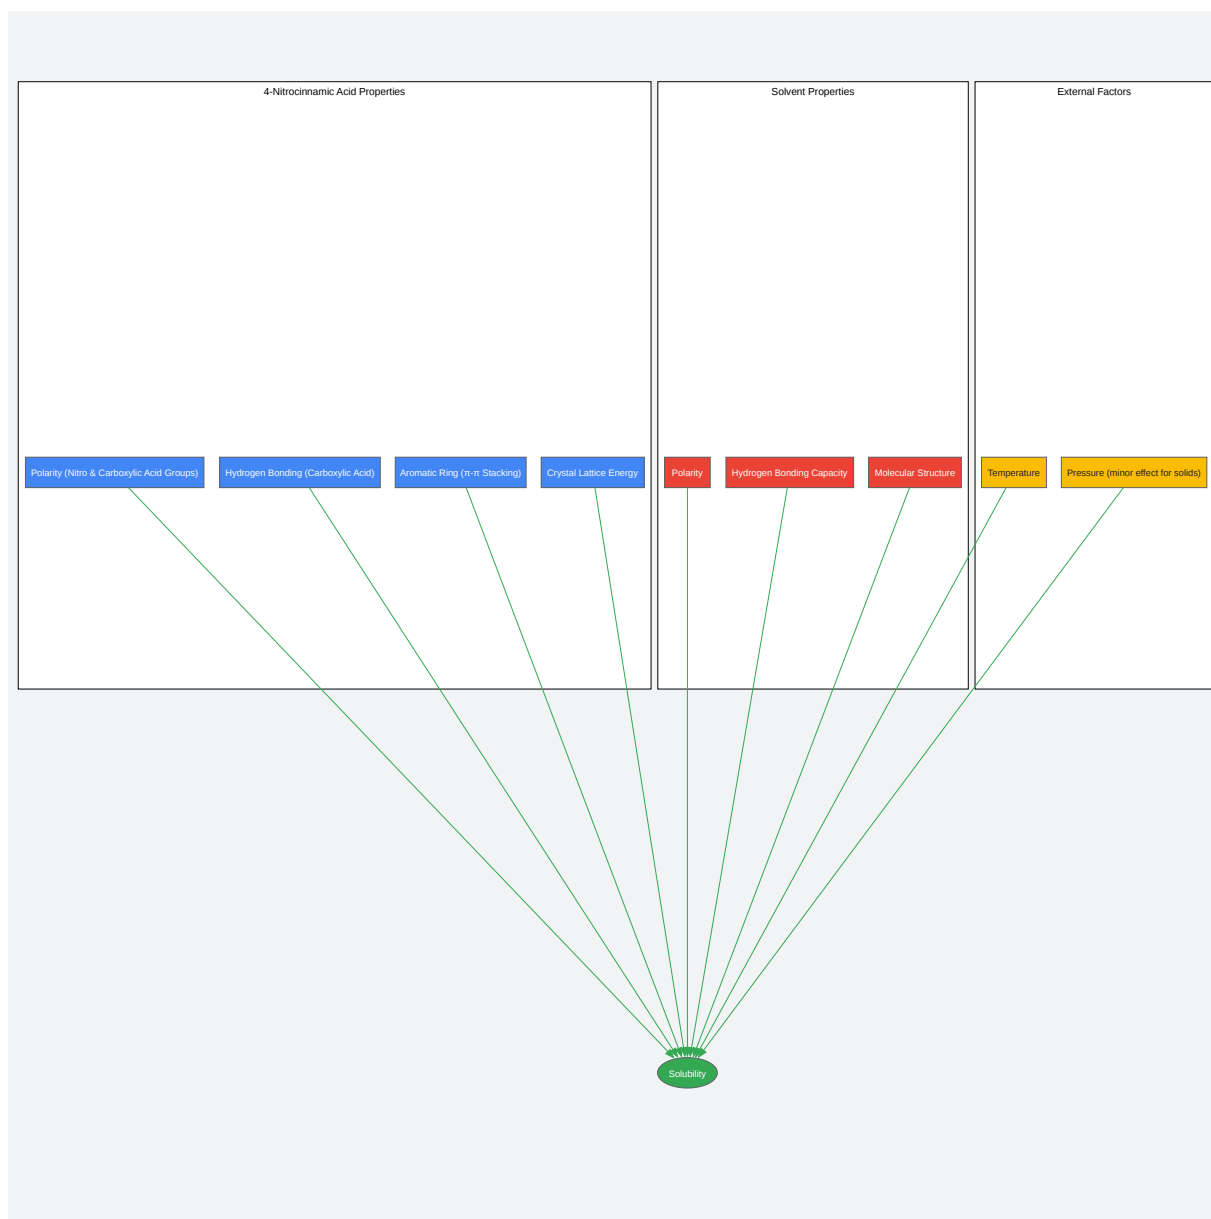 4-Nitrocinnamic Acid Properties
Solvent Properties
External Factors
Polarity (Nitro & Carboxylic Acid Groups)
Hydrogen Bonding (Carboxylic Acid)
Aromatic Ring (π-π Stacking)
Crystal Lattice Energy
Polarity
Hydrogen Bonding Capacity
Molecular Structure
Temperature
Pressure (minor effect for solids)
Solubility